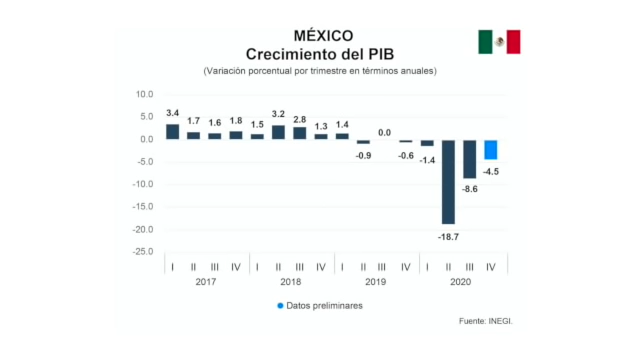 MÉXICO
Crecimiento del PIB
(Variación porcentual por trimestre en términos anuales)
10.0
5.0
0.0
-5.0
-10.0
-15.0
-20.0
-25.0
3.4 1.7 1.6 1.8 1.5 3.2 2.8 1.3 1.4 -0.9 0.0 -0.6 -1.4 -18.7 -8.6 -4.5
I II III IV I II III IV I II III IV I II III IV
2017 2018 2019 2020
Datos preliminares
Fuente: INEGI.